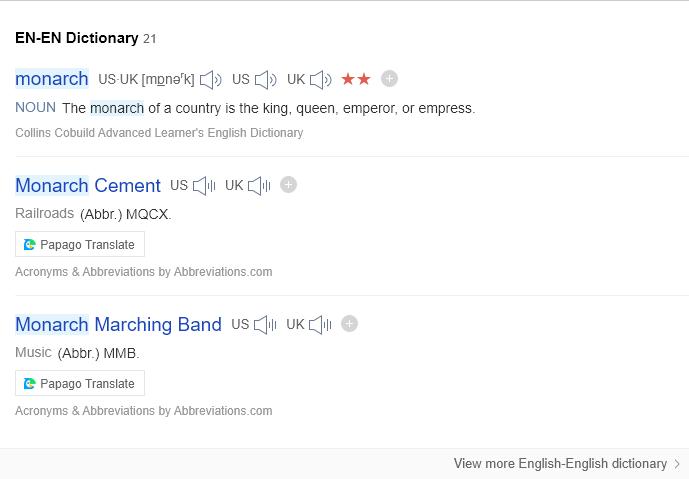 EN-EN Dictionary 21
monarch US·UK [mɒnəʳk] US UK
NOUN The monarch of a country is the king, queen, emperor, or empress.
Collins Cobuild Advanced Learner's English Dictionary
Monarch Cement US UK
Railroads (Abbr.) MQCX.
Papago Translate
Acronyms & Abbreviations by Abbreviations.com
Monarch Marching Band US UK
Music (Abbr.) MMB.
Papago Translate
Acronyms & Abbreviations by Abbreviations.com
View more English-English dictionary